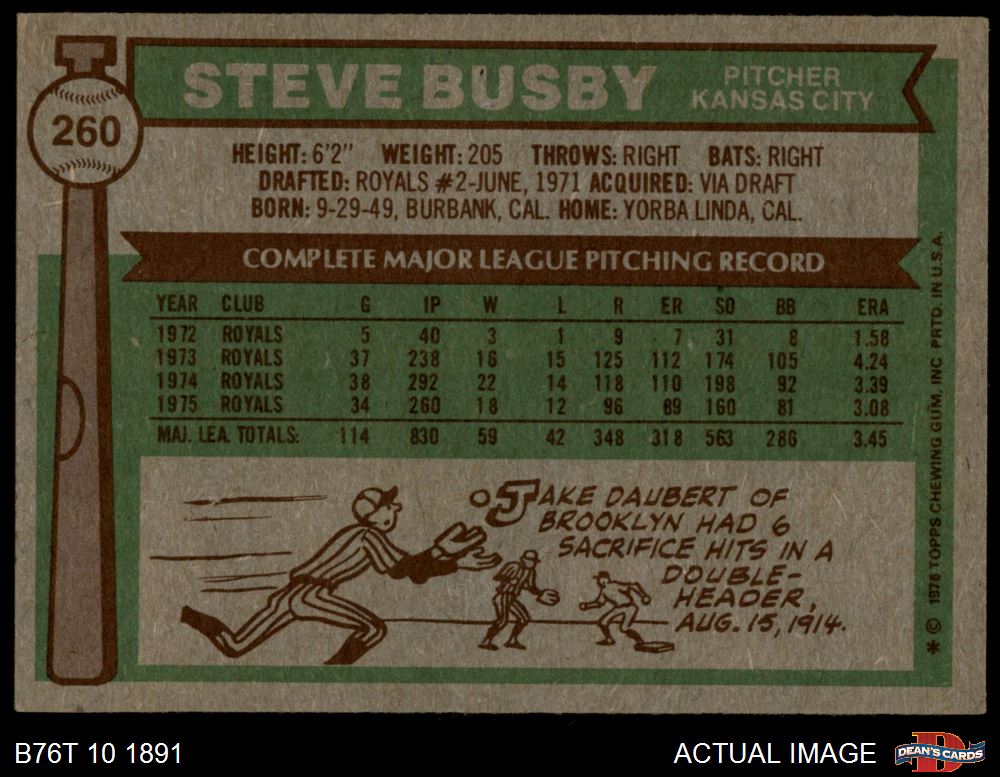 STEVE BUSBY
PITCHER
KANSAS CITY
260
HEIGHT: 6'2" WEIGHT: 205 THROWS: RIGHT BATS: RIGHT
DRAFTED: ROYALS #2-JUNE, 1971 ACQUIRED: VIA DRAFT
BORN: 9-29-49, BURBANK, CAL. HOME: YORBA LINDA, CAL.
COMPLETE MAJOR LEAGUE PITCHING RECORD
YEAR CLUB G IP W L R ER SO BB ERA
1972 ROYALS 5 40 3 1 9 7 31 8 1.58
1973 ROYALS 37 238 16 15 125 112 174 105 4.24
1974 ROYALS 38 292 22 14 118 110 198 92 3.39
1975 ROYALS 34 260 18 12 96 89 160 81 3.08
MAJ. LEA. TOTALS: 114 830 59 42 348 318 563 286 3.45
JAKE DAUBERT OF
BROOKLYN HAD 6
SACRIFICE HITS IN A
DOUBLE-
HEADER,
AUG. 15, 1914.
* © 1976 TOPPS CHEWING GUM, INC PRTD. IN U.S.A.
B76T 10 1891
ACTUAL IMAGE
D
DEAN'S CARDS